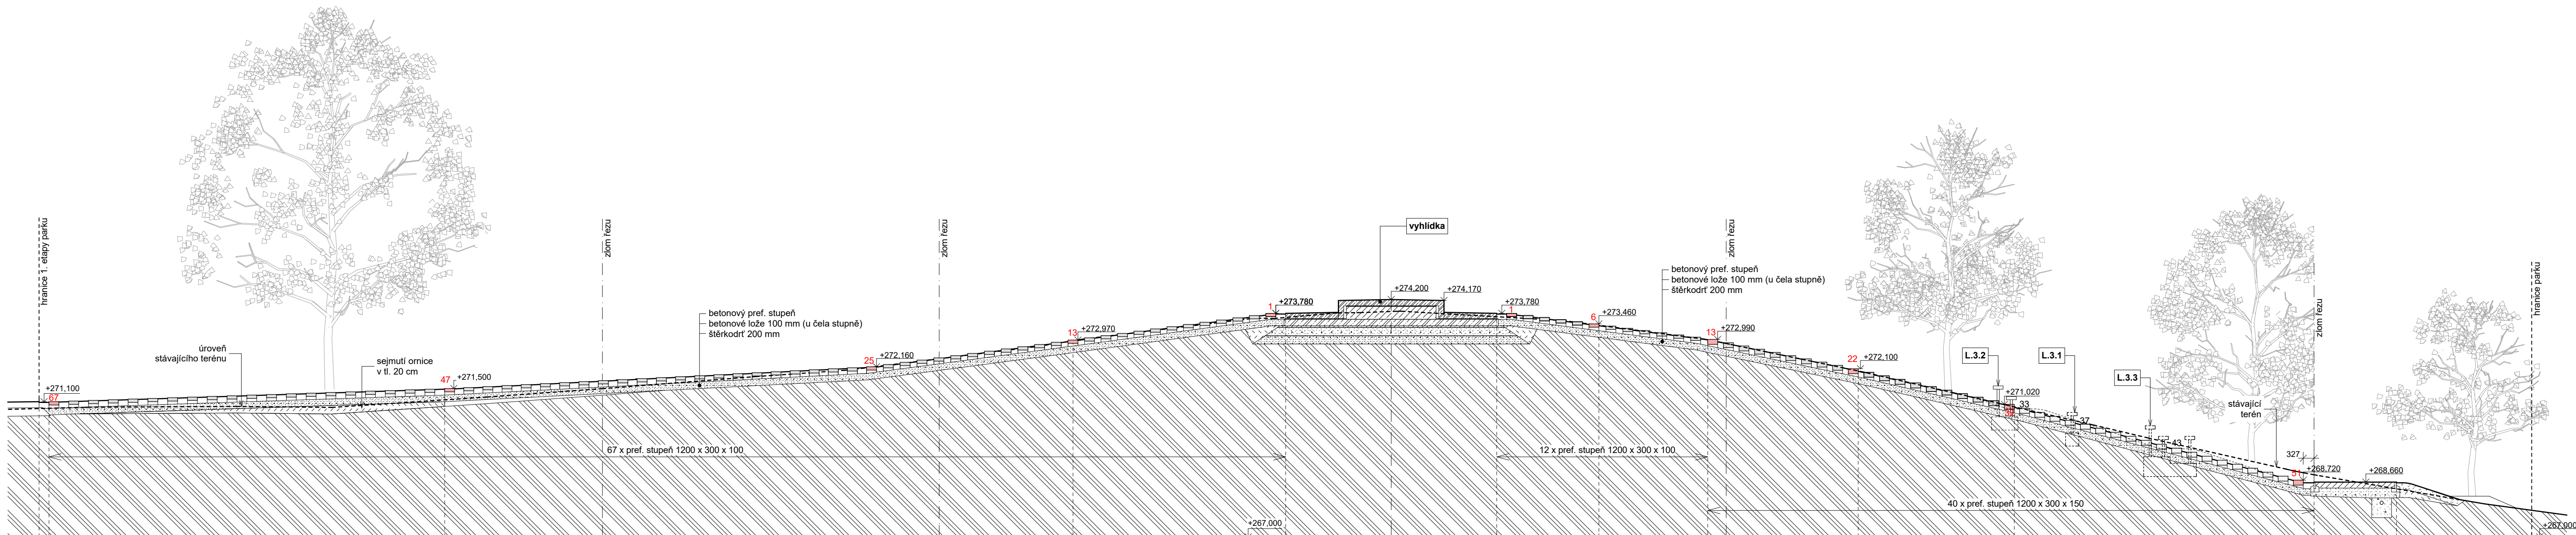 hranice 1. etapy parku
+271,100
67
úroveň
stávajícího terénu
sejmutí ornice
v tl. 20 cm
47
+271,500
zlom řezu
betonový pref. stupeň
betonové lože 100 mm (u čela stupně)
štěrkodrť 200 mm
67 x pref. stupeň 1200 x 300 x 100
25
+272,160
zlom řezu
13
+272,970
1
+273,780
vyhlídka
+274,200
+274,170
+273,780
1
+267,000
6
+273,460
betonový pref. stupeň
betonové lože 100 mm (u čela stupně)
štěrkodrť 200 mm
12 x pref. stupeň 1200 x 300 x 100
13
+272,990
zlom řezu
22
+272,100
L.3.2
+271,020
33
L.3.1
37
L.3.3
43
40 x pref. stupeň 1200 x 300 x 150
stávající
terén
327
51
+268,720
zlom řezu
+268,660
hranice parku
+267,000